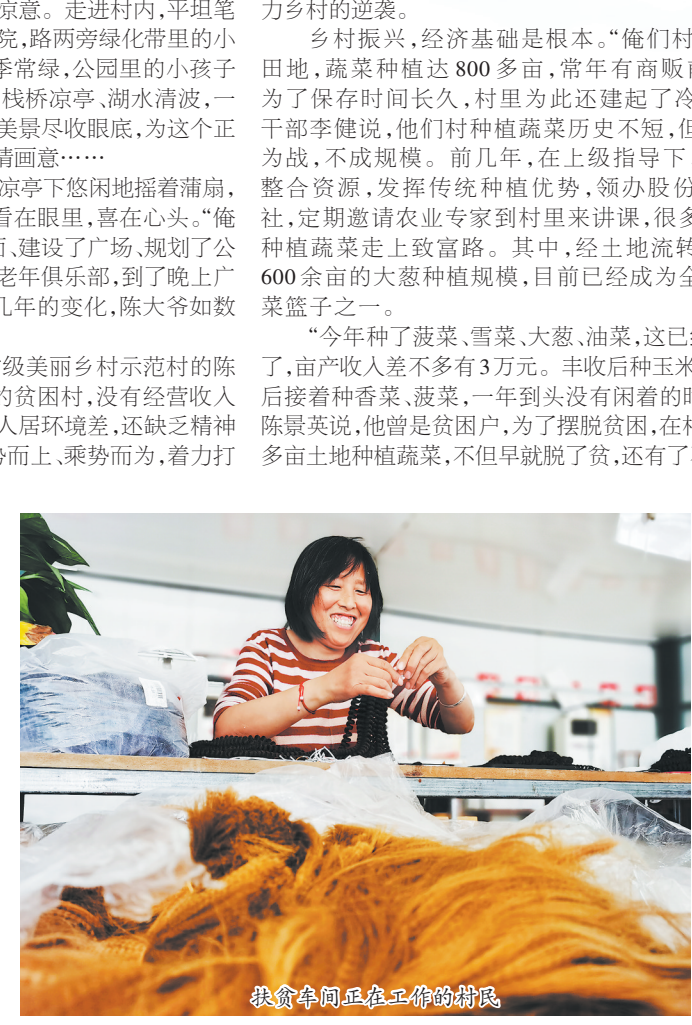 凉意。走进村内,平坦笔
院,路两旁绿化带里的小
季常绿,公园里的小孩子
栈桥凉亭、湖水清波,一
美景尽收眼底,为这个正
情画意……
凉亭下悠闲地摇着蒲扇,
看在眼里,喜在心头。“俺
面、建设了广场、规划了公
老年俱乐部,到了晚上广
几年的变化,陈大爷如数
级美丽乡村示范村的陈
的贫困村,没有经营收入
人居环境差,还缺乏精神
势而上、乘势而为,着力打
力乡村的逆袭。
乡村振兴,经济基础是根本。“俺们村
田地,蔬菜种植达800多亩,常年有商贩前
为了保存时间长久,村里为此还建起了冷
干部李健说,他们村种植蔬菜历史不短,但
为战,不成规模。前几年,在上级指导下
整合资源,发挥传统种植优势,领办股份
社,定期邀请农业专家到村里来讲课,很多
种植蔬菜走上致富路。其中,经土地流转
600余亩的大葱种植规模,目前已经成为全
菜篮子之一。
“今年种了菠菜、雪菜、大葱、油菜,这已经
了,亩产收入差不多有3万元。丰收后种玉米
后接着种香菜、菠菜,一年到头没有闲着的时
陈景英说,他曾是贫困户,为了摆脱贫困,在村
多亩土地种植蔬菜,不但早就脱了贫,还有了
扶贫车间正在工作的村民